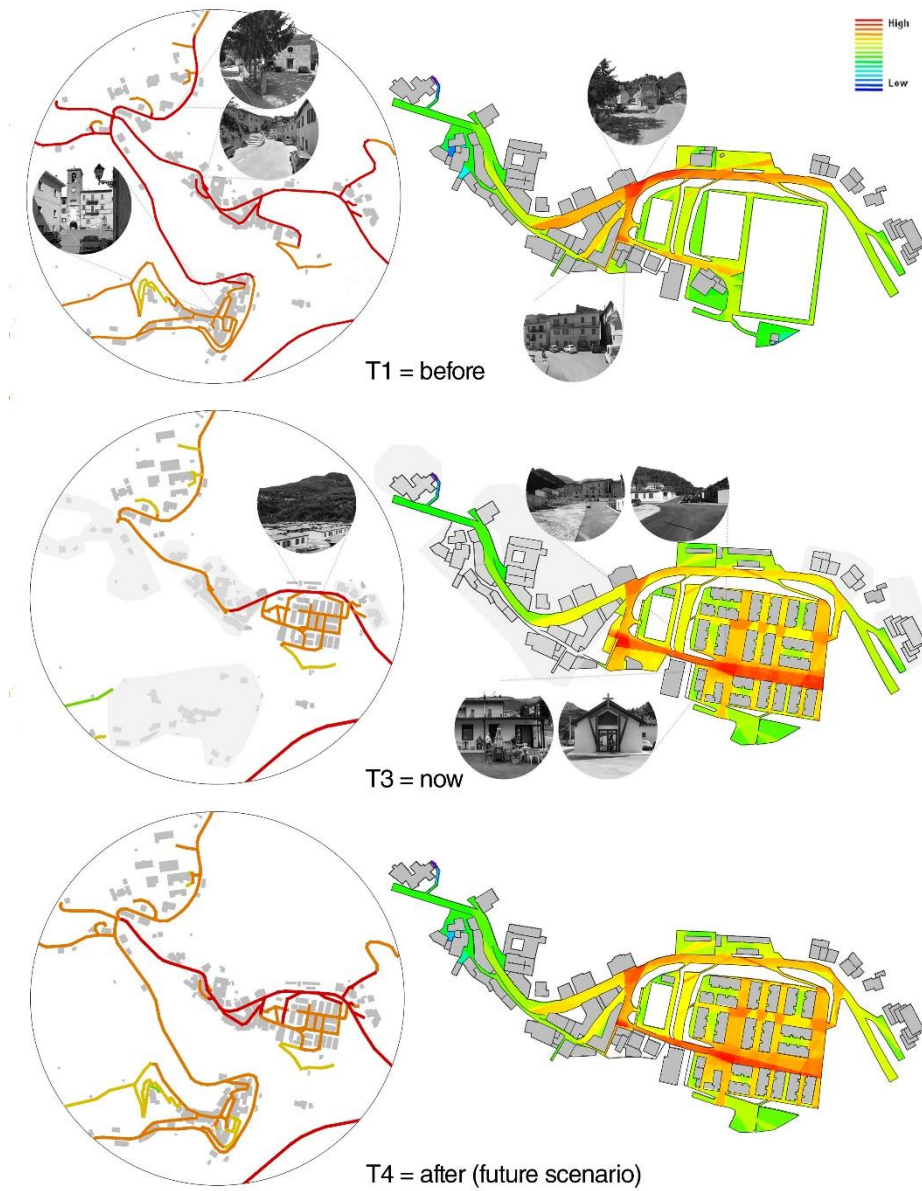 High
Low
T1 = before
T3 = now
T4 = after (future scenario)